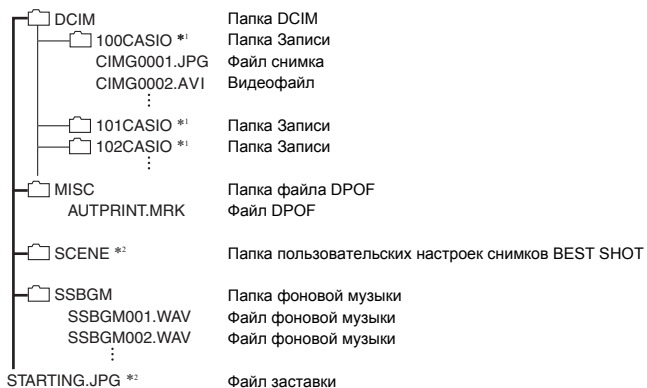 DCIM Папка DCIM
100CASIO *1 Папка Записи
CIMG0001.JPG Файл снимка
CIMG0002.AVI Видеофайл
101CASIO *1 Папка Записи
102CASIO *1 Папка Записи
MISC Папка файла DPOF
AUTPRINT.MRK Файл DPOF
SCENE *2 Папка пользовательских настроек снимков BEST SHOT
SSBGM Папка фоновой музыки
SSBGM001.WAV Файл фоновой музыки
SSBGM002.WAV Файл фоновой музыки
STARTING.JPG *2 Файл заставки